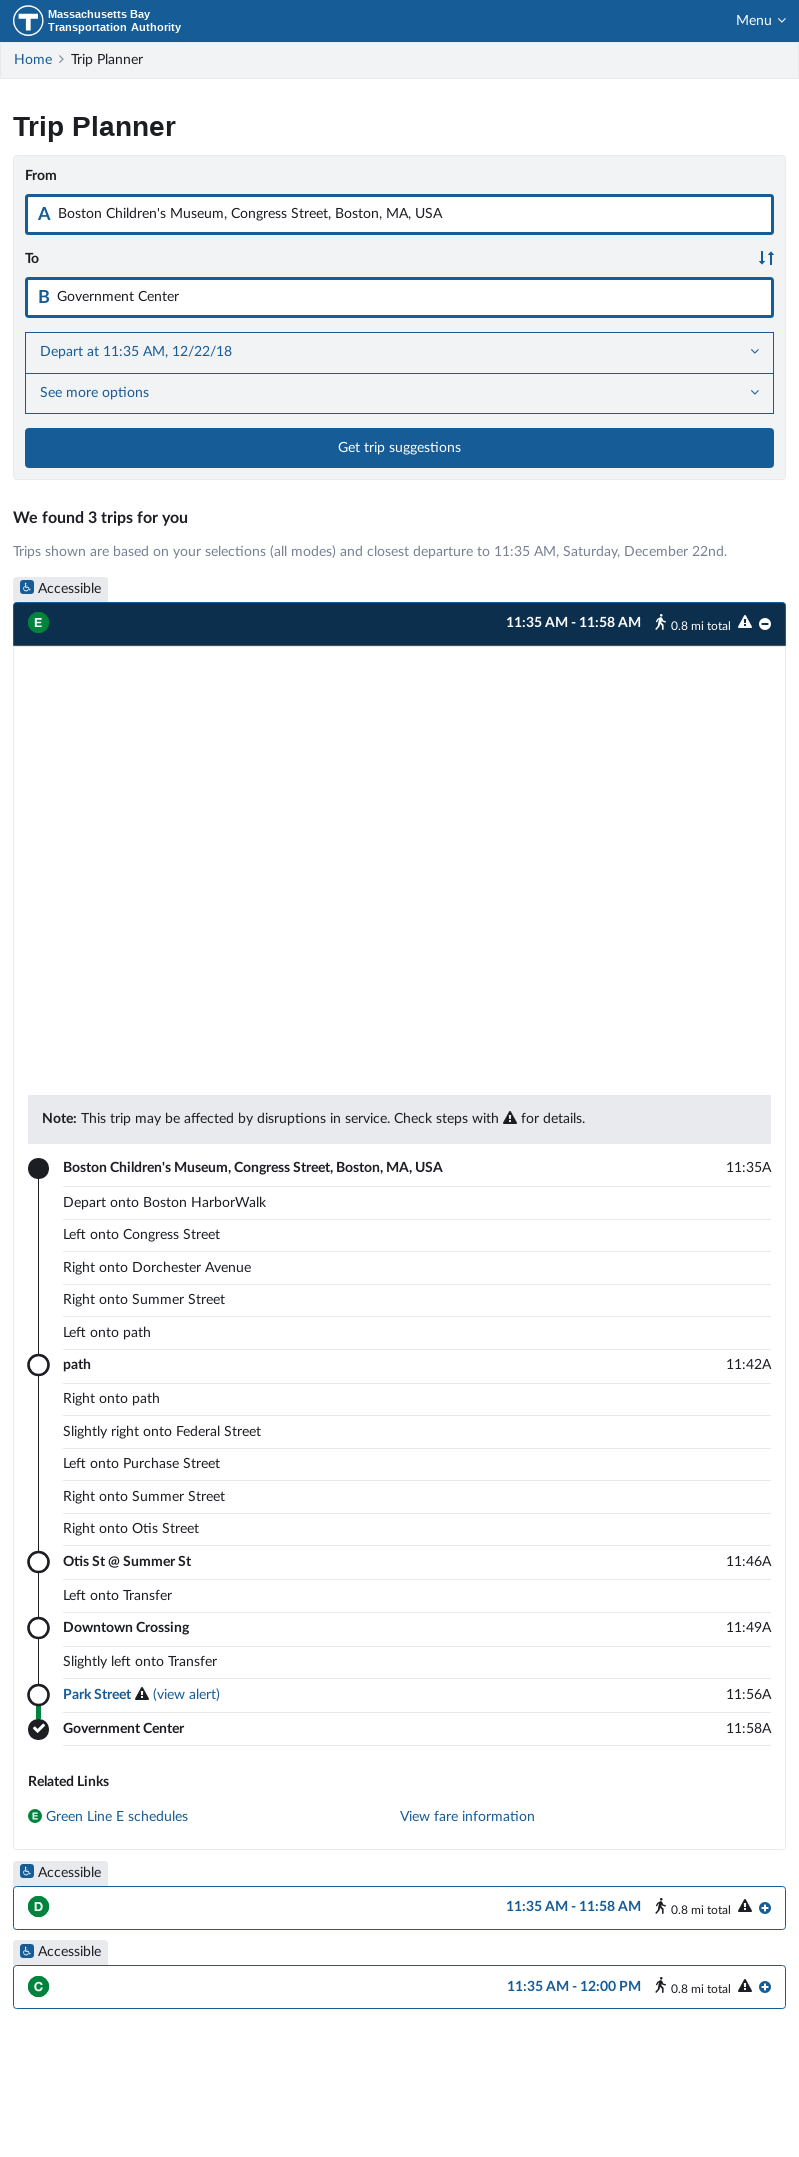 Massachusetts Bay
Transportation Authority
Menu
Home > Trip Planner
Trip Planner
From
A Boston Children's Museum, Congress Street, Boston, MA, USA
To
B Government Center
Depart at 11:35 AM, 12/22/18
See more options
Get trip suggestions
We found 3 trips for you
Trips shown are based on your selections (all modes) and closest departure to 11:35 AM, Saturday, December 22nd.
Accessible
E 11:35 AM - 11:58 AM 0.8 mi total
Note: This trip may be affected by disruptions in service. Check steps with for details.
Boston Children's Museum, Congress Street, Boston, MA, USA 11:35A
Depart onto Boston HarborWalk
Left onto Congress Street
Right onto Dorchester Avenue
Right onto Summer Street
Left onto path
path 11:42A
Right onto path
Slightly right onto Federal Street
Left onto Purchase Street
Right onto Summer Street
Right onto Otis Street
Otis St @ Summer St 11:46A
Left onto Transfer
Downtown Crossing 11:49A
Slightly left onto Transfer
Park Street (view alert) 11:56A
Government Center 11:58A
Related Links
E Green Line E schedules View fare information
Accessible
D 11:35 AM - 11:58 AM 0.8 mi total
Accessible
C 11:35 AM - 12:00 PM 0.8 mi total